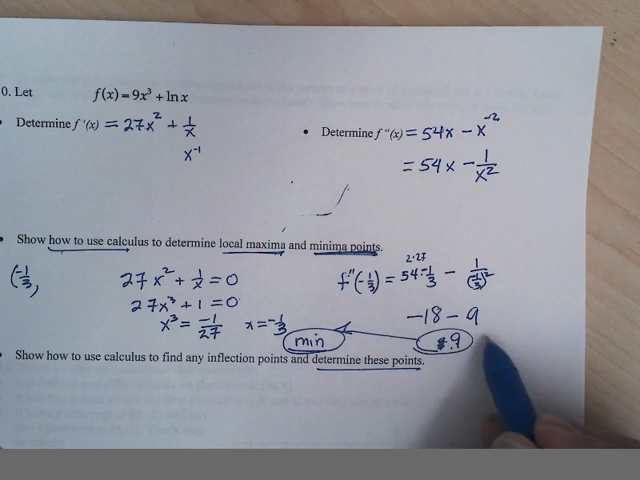 0. Let f(x) = 9x³ + ln x
• Determine f '(x) = 27x² + 1/x
x⁻¹
• Determine f "(x) = 54x - x⁻²
= 54x - 1/x²
• Show how to use calculus to determine local maxima and minima points.
(-1/3,
27x² + 1/x = 0
27x³ + 1 = 0
x³ = -1/27 x = -1/3
2·27
f"(-1/3) = 54·-1/3 - 1/(-1/3)²
-18 - 9
9
min
• Show how to use calculus to find any inflection points and determine these points.